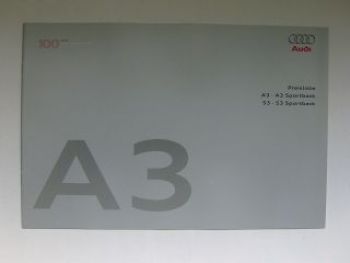 100
Audi
Preisliste
A3 · A3 Sportback
S3 · S3 Sportback
A3